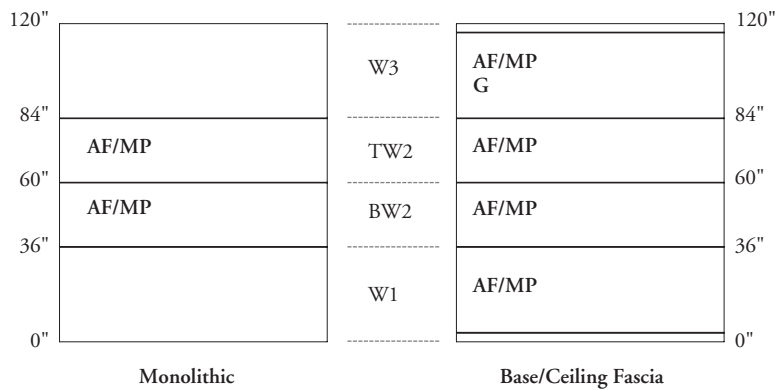 120"
84"
60"
36"
0"
AF/MP
AF/MP
Monolithic
W3
TW2
BW2
W1
AF/MP
G
AF/MP
AF/MP
AF/MP
Base/Ceiling Fascia
120"
84"
60"
36"
0"